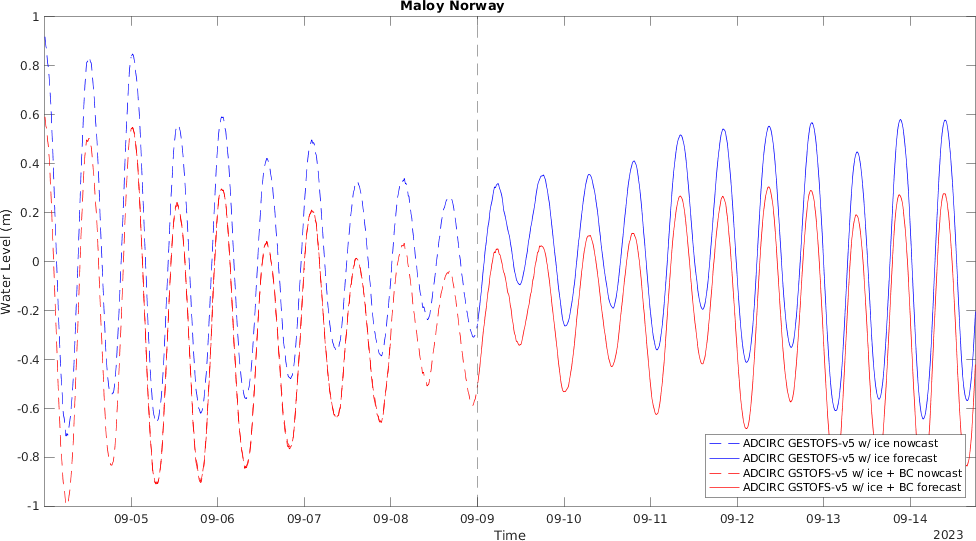 Maloy Norway
1
0.8
0.6
0.4
0.2
0
-0.2
-0.4
-0.6
-0.8
-1
Water Level (m)
09-05 09-06 09-07 09-08 09-09 09-10 09-11 09-12 09-13 09-14
Time
2023
ADCIRC GESTOFS-v5 w/ ice nowcast
ADCIRC GESTOFS-v5 w/ ice forecast
ADCIRC GSTOFS-v5 w/ ice + BC nowcast
ADCIRC GSTOFS-v5 w/ ice + BC forecast